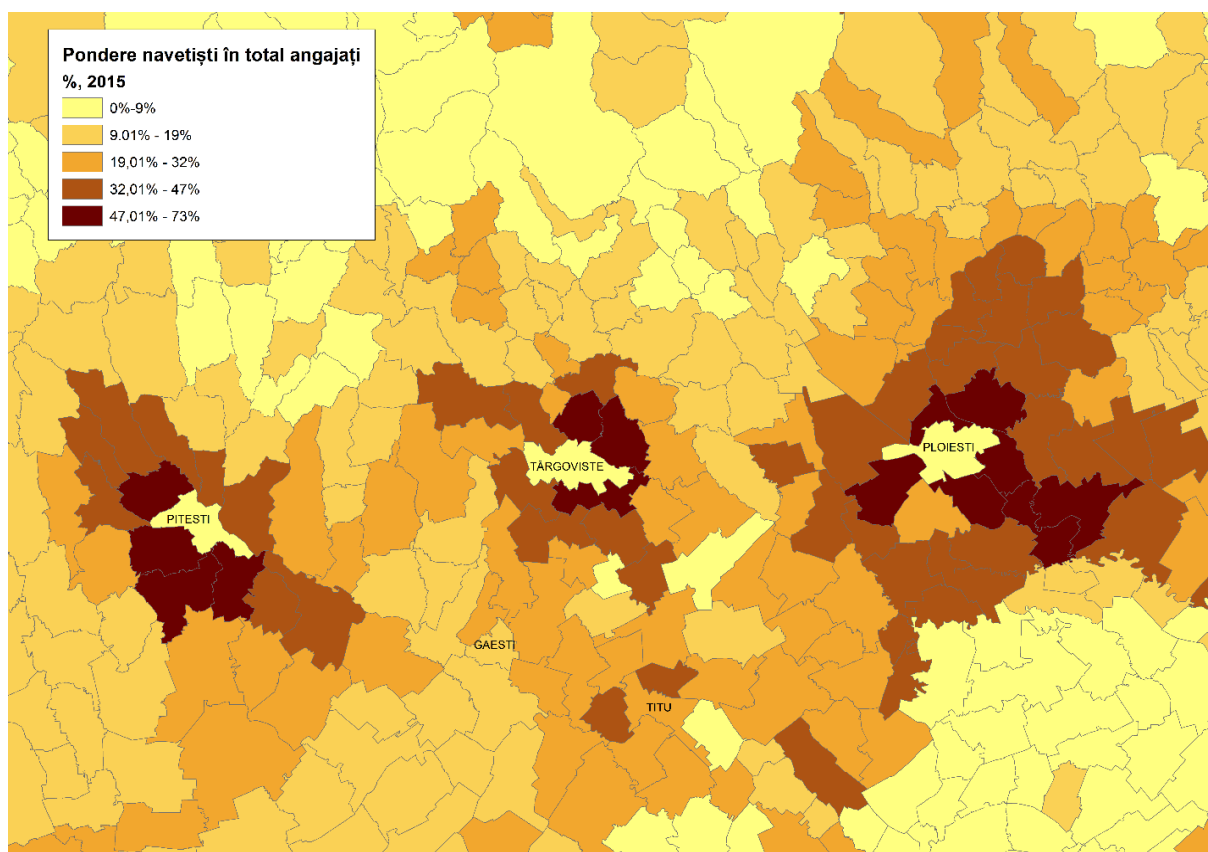 Pondere navetiști în total angajați
%, 2015
0%-9%
9.01% - 19%
19,01% - 32%
32,01% - 47%
47,01% - 73%
PLOIESTI
TÂRGOVISTE
PITESTI
GAESTI
TITU